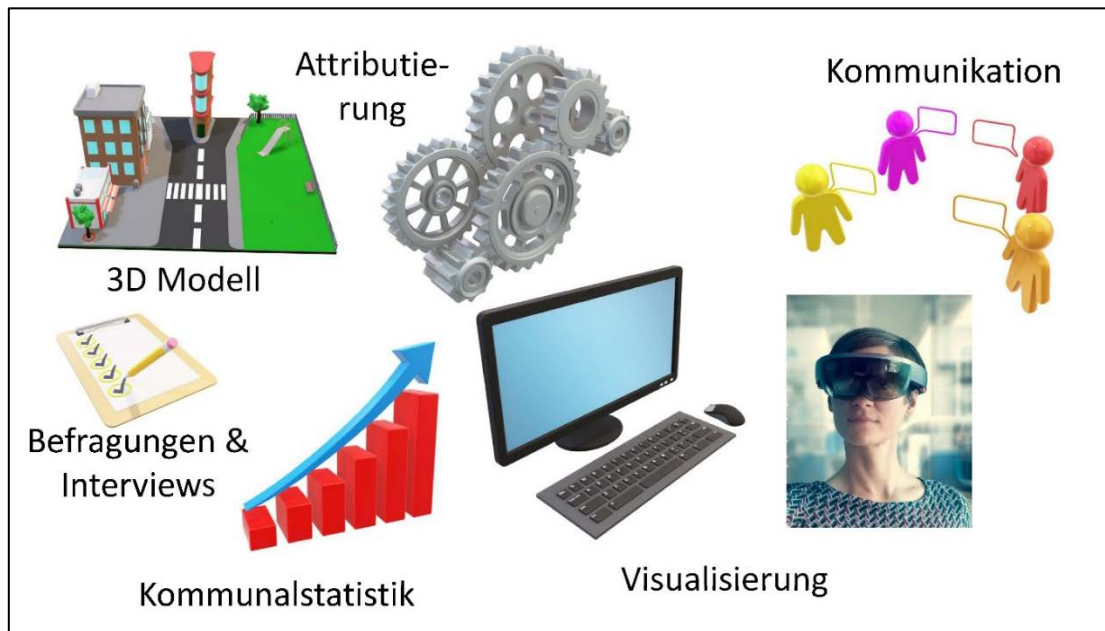 Attributie-
rung
Kommunikation
3D Modell
Befragungen &
Interviews
Kommunalstatistik
Visualisierung